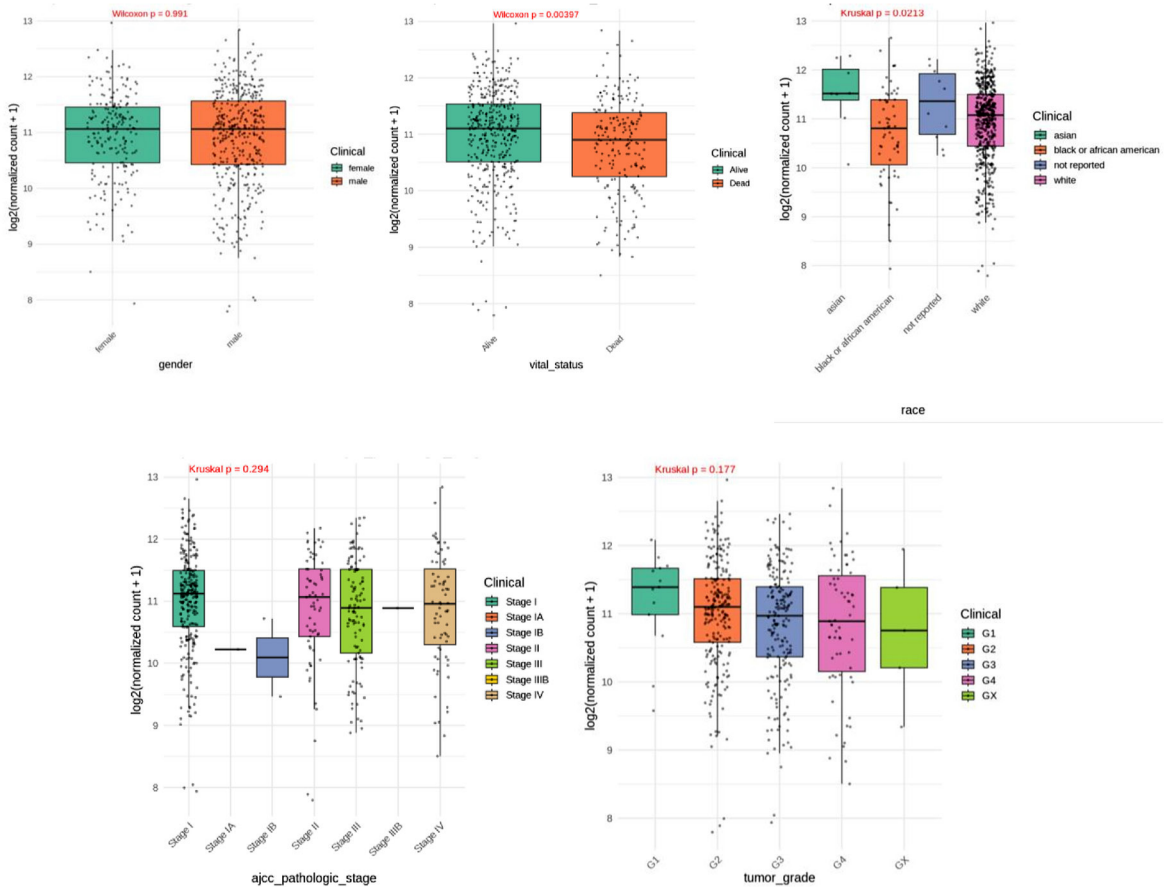 Wilcoxon p = 0.991
log2(normalized count + 1)
13
12
11
10
9
8
female
male
gender
Clinical
female
male
Wilcoxon p = 0.00397
log2(normalized count + 1)
13
12
11
10
9
8
Alive
Dead
vital_status
Clinical
Alive
Dead
Kruskal p = 0.0213
log2(normalized count + 1)
13
12
11
10
9
8
asian
black or african american
not reported
white
race
Clinical
asian
black or african american
not reported
white
Kruskal p = 0.294
log2(normalized count + 1)
13
12
11
10
9
8
Stage I
Stage IA
Stage IB
Stage II
Stage III
Stage IIIB
Stage IV
ajcc_pathologic_stage
Clinical
Stage I
Stage IA
Stage IB
Stage II
Stage III
Stage IIIB
Stage IV
Kruskal p = 0.177
log2(normalized count + 1)
13
12
11
10
9
8
G1
G2
G3
G4
GX
tumor_grade
Clinical
G1
G2
G3
G4
GX